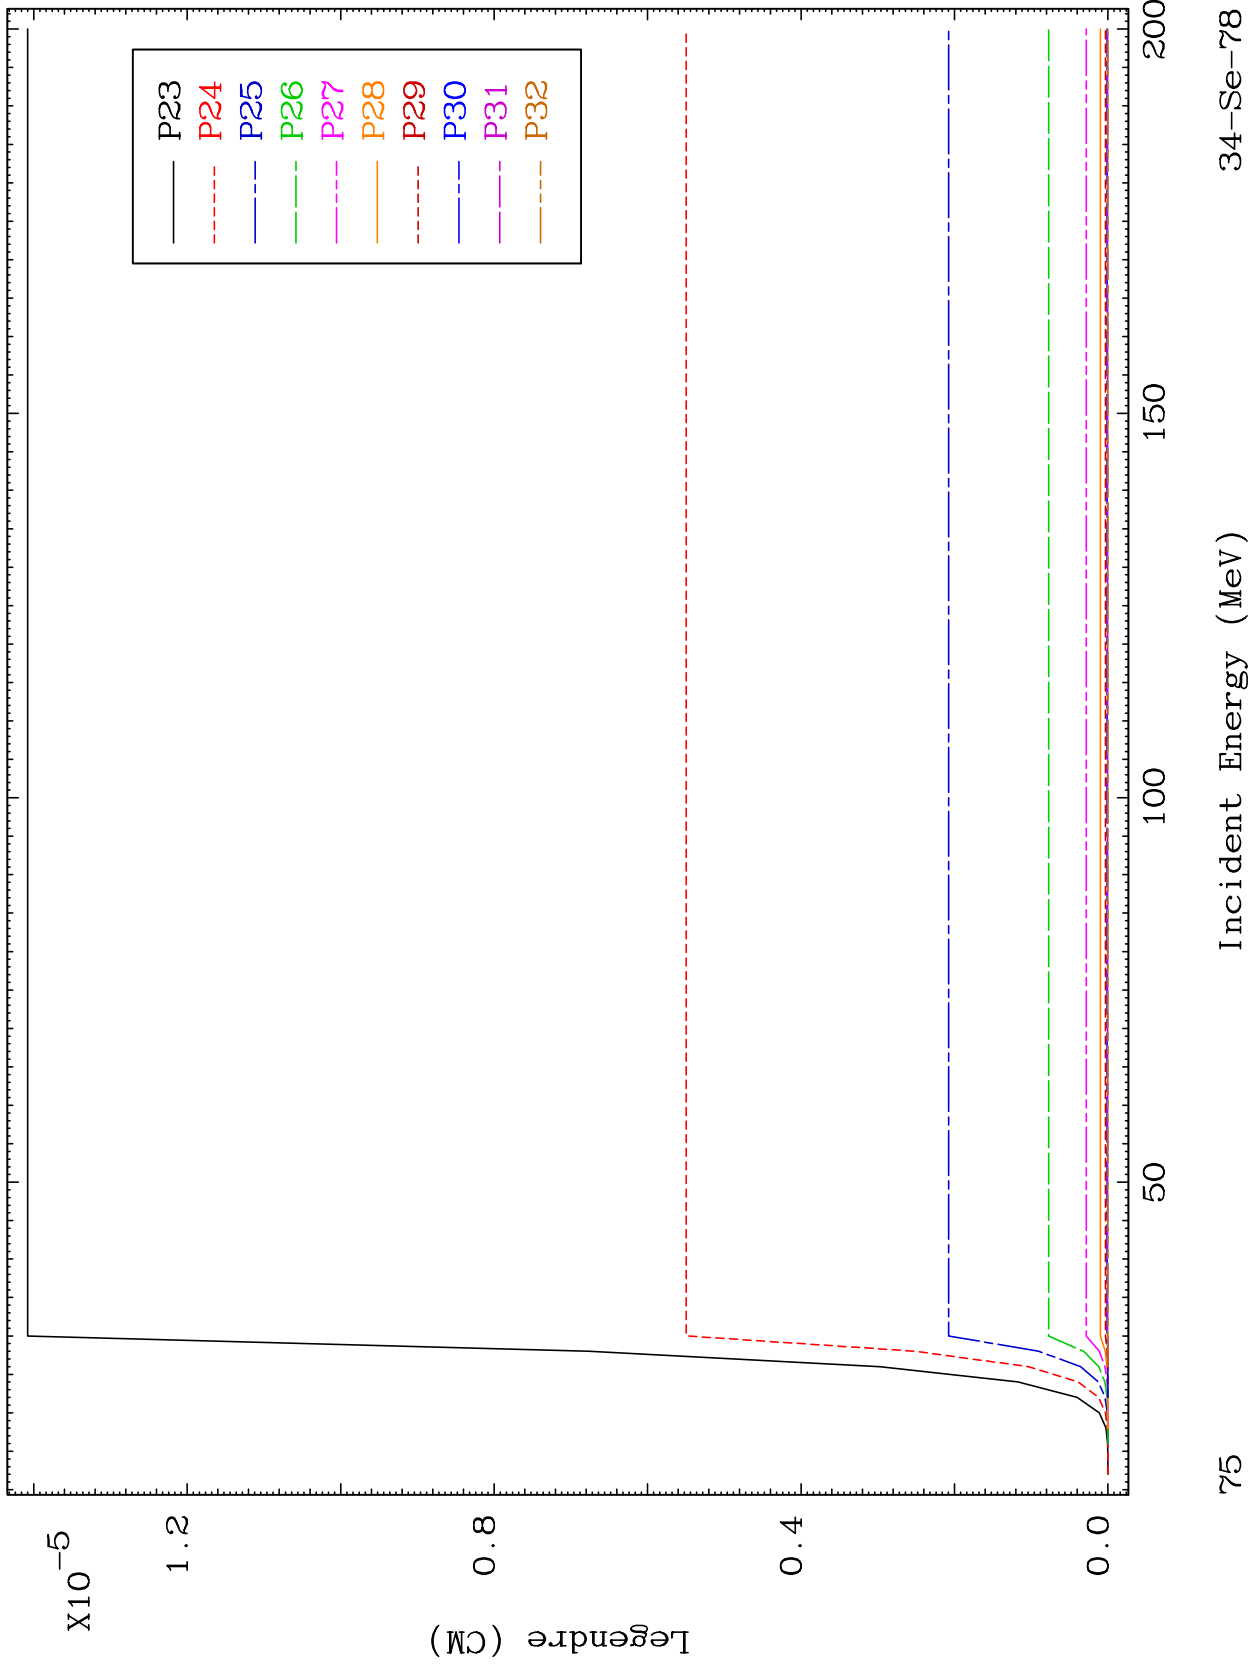 X10-5
1.2
0.8
0.4
0.0
Legendre (CM)
P23
P24
P25
P26
P27
P28
P29
P30
P31
P32
50
100
150
200
75
Incident Energy (MeV)
34-Se-78